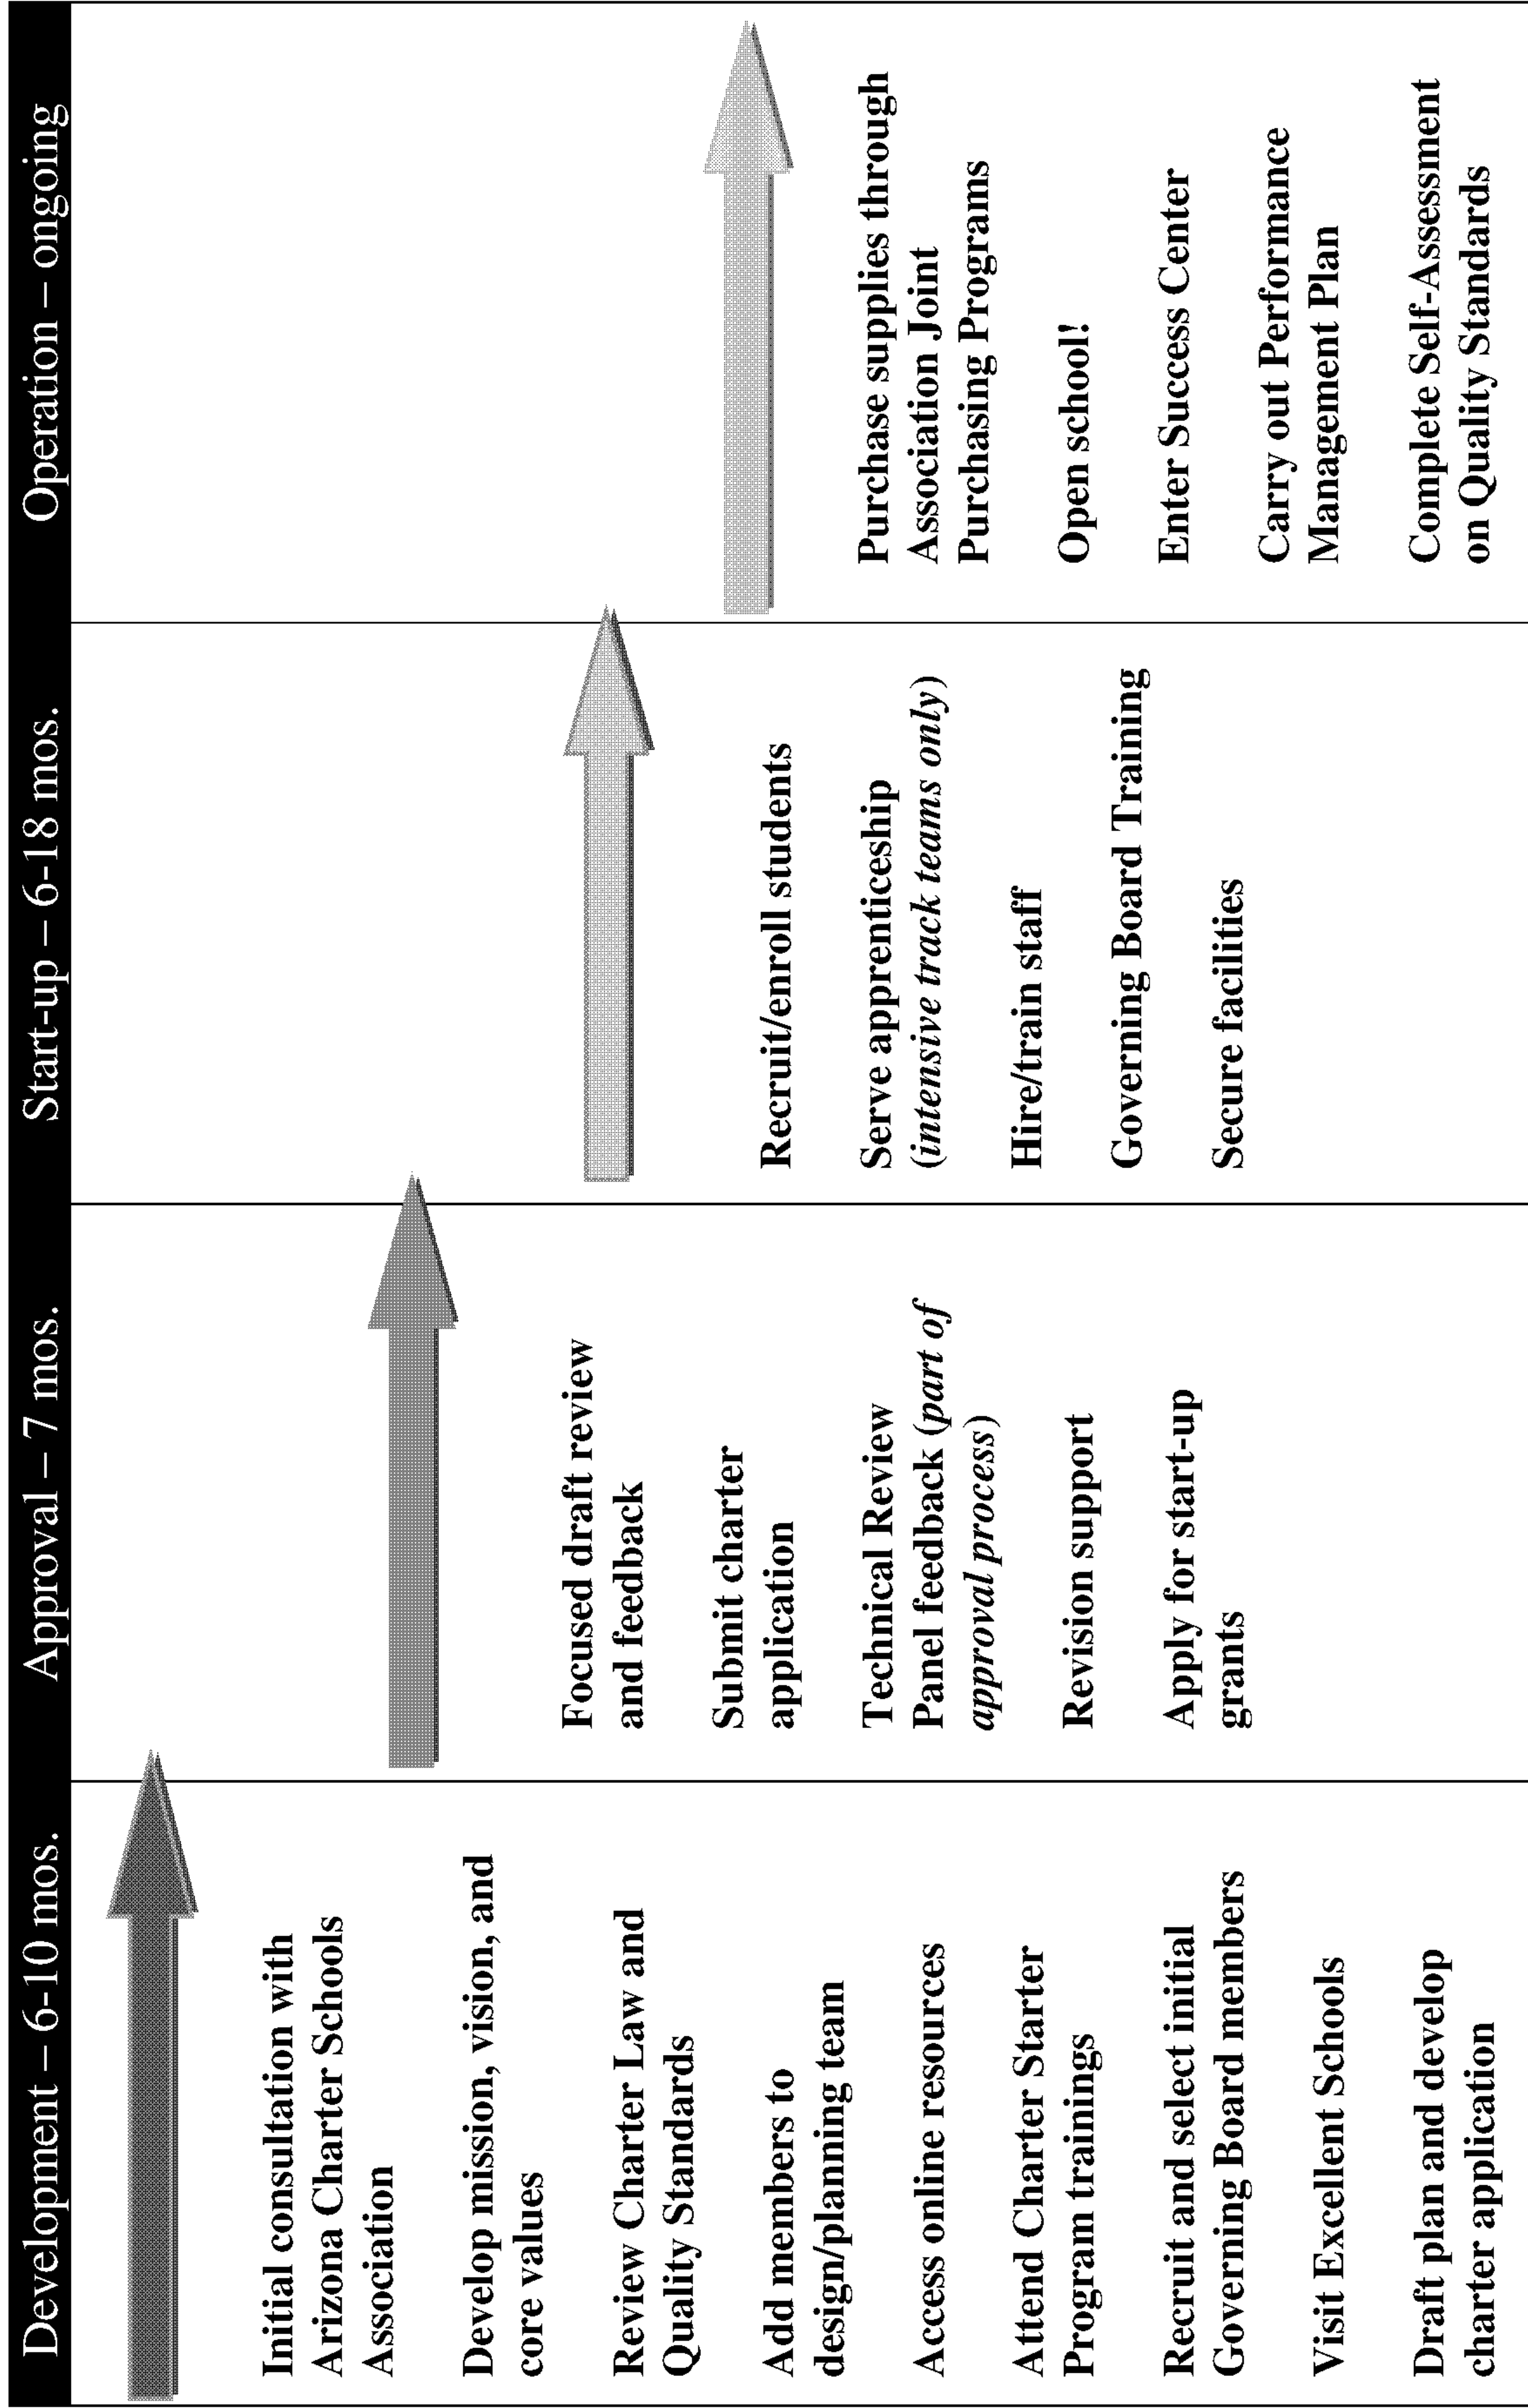 Development – 6-10 mos.
Approval – 7 mos.
Start-up – 6-18 mos.
Operation – ongoing
Initial consultation with
Arizona Charter Schools
Association
Develop mission, vision, and
core values
Review Charter Law and
Quality Standards
Add members to
design/planning team
Access online resources
Attend Charter Starter
Program trainings
Recruit and select initial
Governing Board members
Visit Excellent Schools
Draft plan and develop
charter application
Focused draft review
and feedback
Submit charter
application
Technical Review
Panel feedback (part of
approval process)
Revision support
Apply for start-up
grants
Recruit/enroll students
Serve apprenticeship
(intensive track teams only)
Hire/train staff
Governing Board Training
Secure facilities
Purchase supplies through
Association Joint
Purchasing Programs
Open school!
Enter Success Center
Carry out Performance
Management Plan
Complete Self-Assessment
on Quality Standards